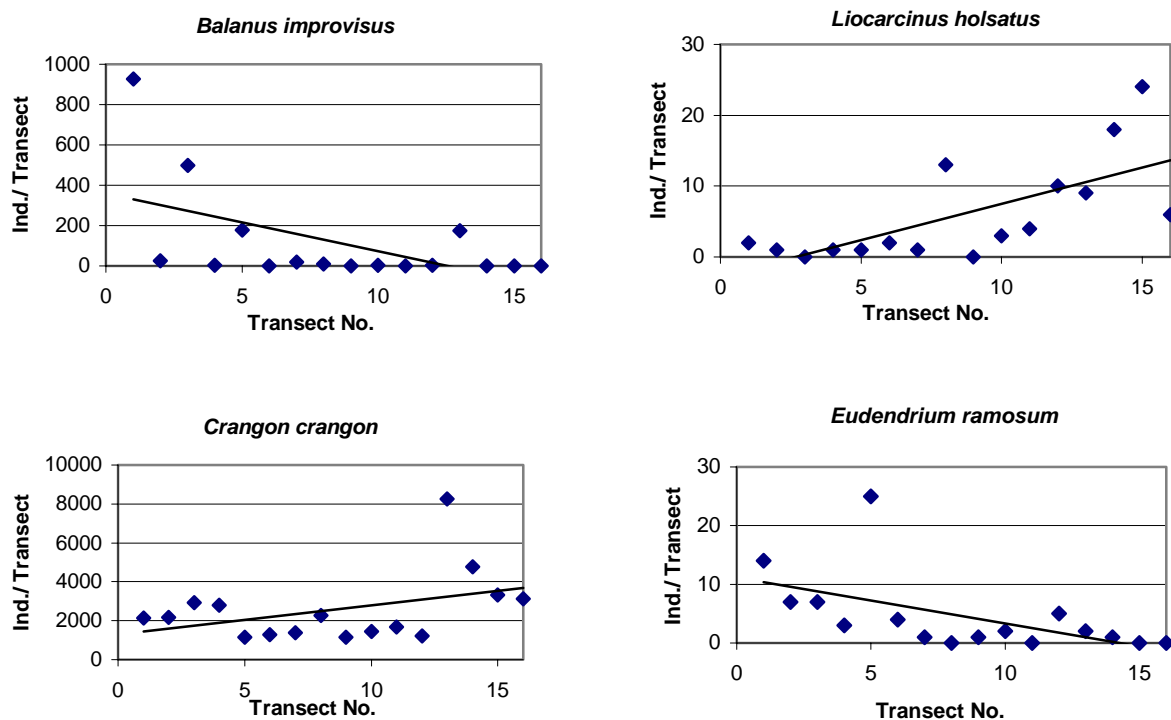 Balanus improvisus
1000
800
600
400
200
0
Ind./ Transect
0 5 10 15
Transect No.
Liocarcinus holsatus
30
20
10
0
Ind./ Transect
0 5 10 15
Transect No.
Crangon crangon
10000
8000
6000
4000
2000
0
Ind./ Transect
0 5 10 15
Transect No.
Eudendrium ramosum
30
20
10
0
Ind./ Transect
0 5 10 15
Transect No.